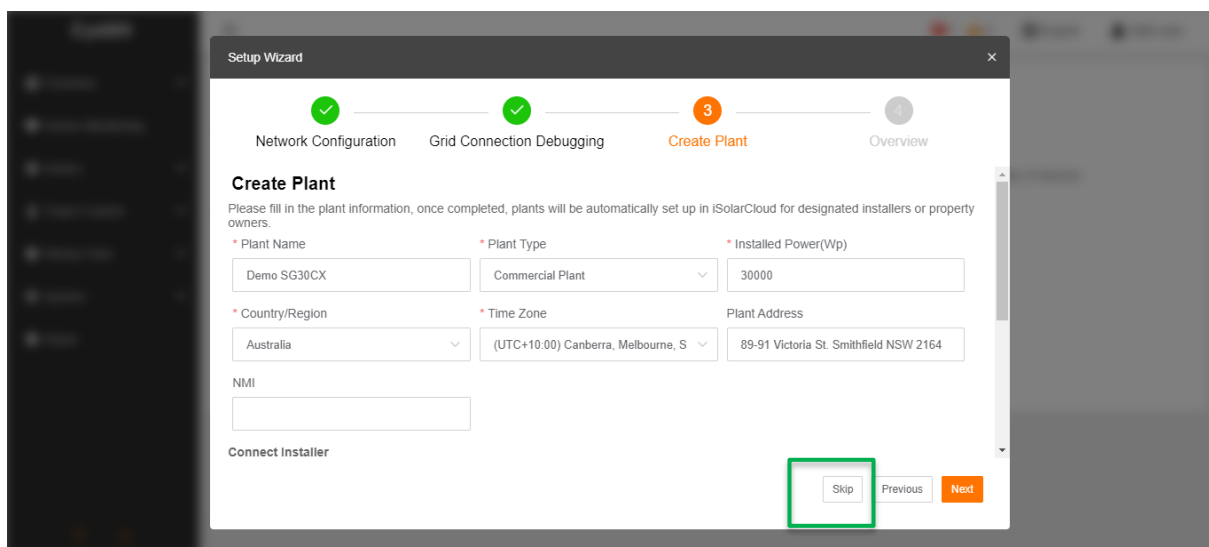 Setup Wizard ×
3 4
Network Configuration Grid Connection Debugging Create Plant Overview
Create Plant
Please fill in the plant information, once completed, plants will be automatically set up in iSolarCloud for designated installers or property
owners.
* Plant Name * Plant Type * Installed Power(Wp)
Demo SG30CX Commercial Plant 30000
* Country/Region * Time Zone Plant Address
Australia (UTC+10:00) Canberra, Melbourne, S 89-91 Victoria St. Smithfield NSW 2164
NMI
Connect Installer
Skip Previous Next